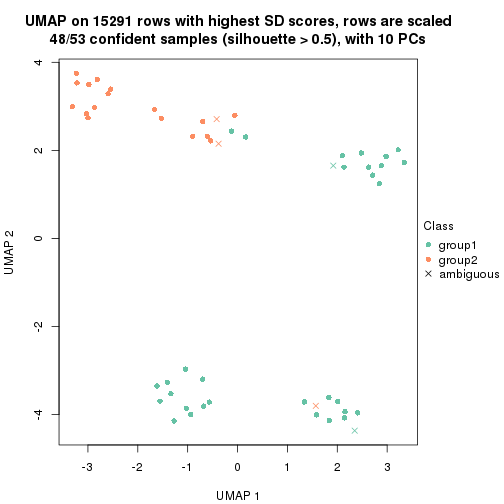 UMAP on 15291 rows with highest SD scores, rows are scaled
48/53 confident samples (silhouette > 0.5), with 10 PCs
4
2
0
-2
-4
UMAP 2
-3
-2
-1
0
1
2
3
UMAP 1
Class
group1
group2
ambiguous